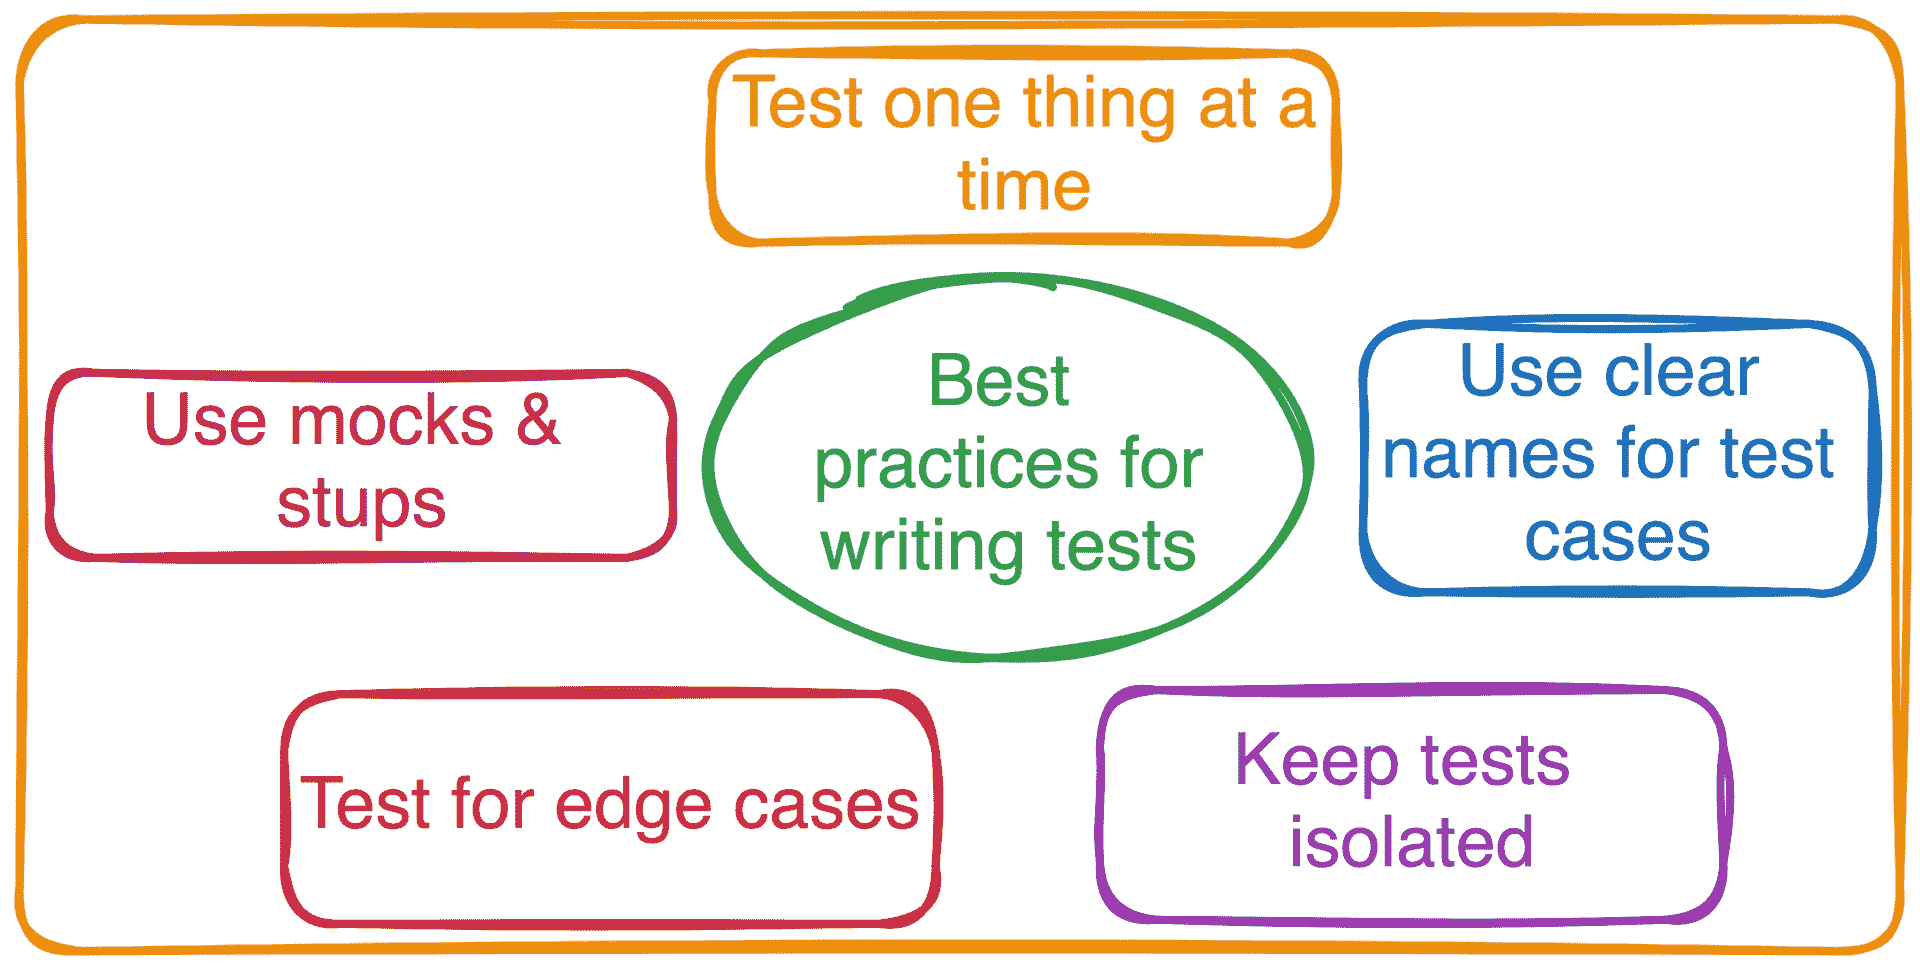 Test one thing at a
time
Best
practices for
writing tests
Use clear
names for test
cases
Use mocks &
stups
Test for edge cases
Keep tests
isolated